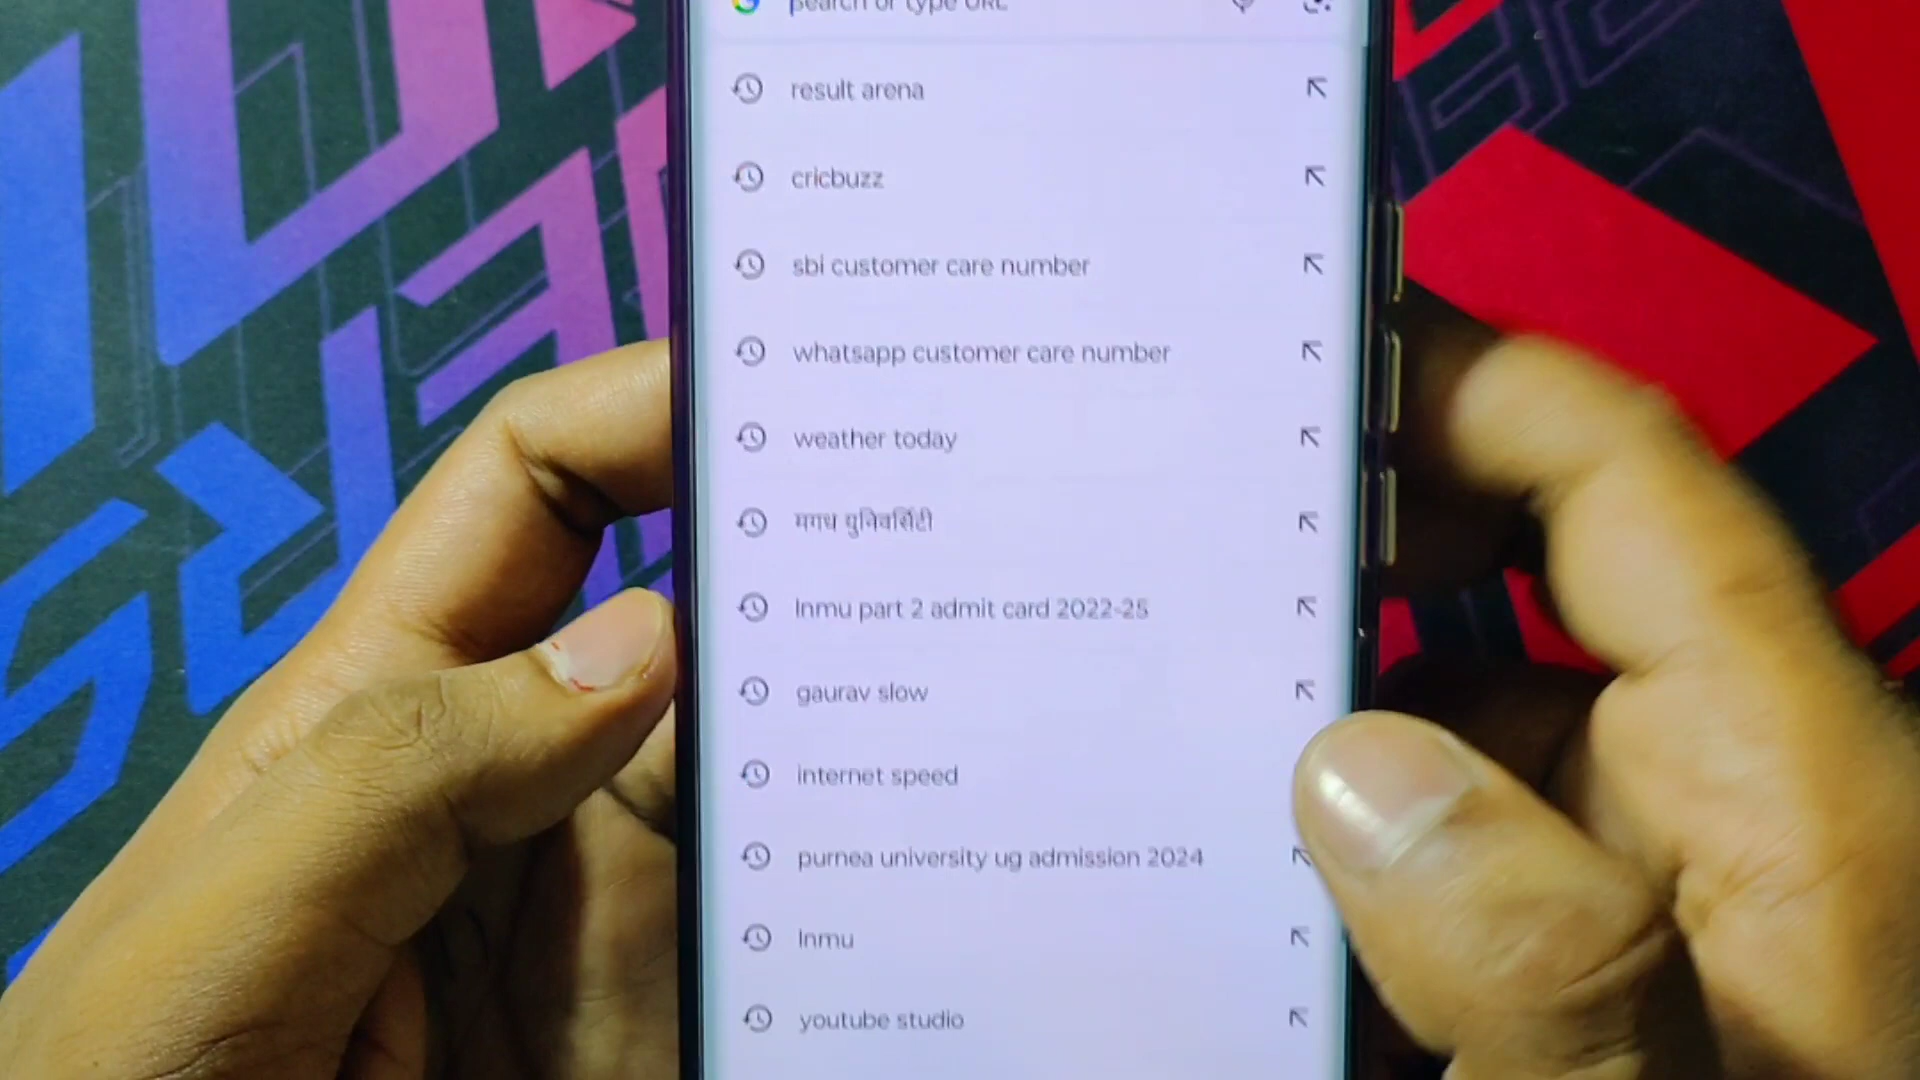 Search or type URL
result arena
cricbuzz
sbi customer care number
whatsapp customer care number
weather today
मगध युनिवर्सिटी
lnmu part 2 admit card 2022-25
gaurav slow
internet speed
purnea university ug admission 2024
lnmu
youtube studio